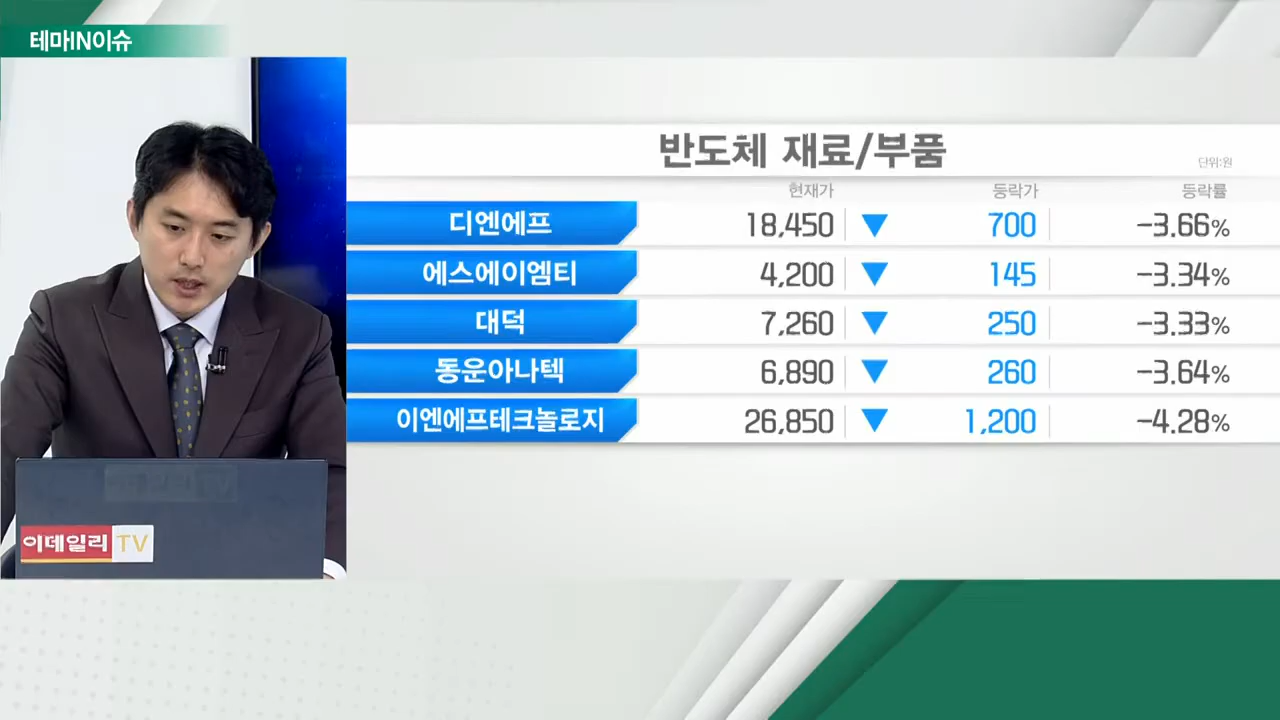 테마IN이슈
반도체 재료/부품
단위:원
현재가 등락가 등락률
디엔에프 18,450 ▼ 700 -3.66%
에스에이엠티 4,200 ▼ 145 -3.34%
대덕 7,260 ▼ 250 -3.33%
동운아나텍 6,890 ▼ 260 -3.64%
이엔에프테크놀로지 26,850 ▼ 1,200 -4.28%
이데일리 TV